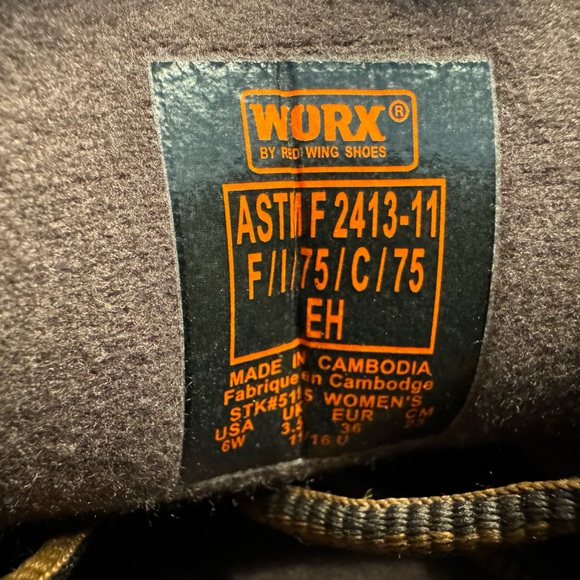 WORX®
BY RED WING SHOES
ASTM F 2413-11
F/I/75/C/75
EH
MADE IN CAMBODIA
Fabrique en Cambodge
WOMEN'S
USA UK EUR CM
6W 3.5 36